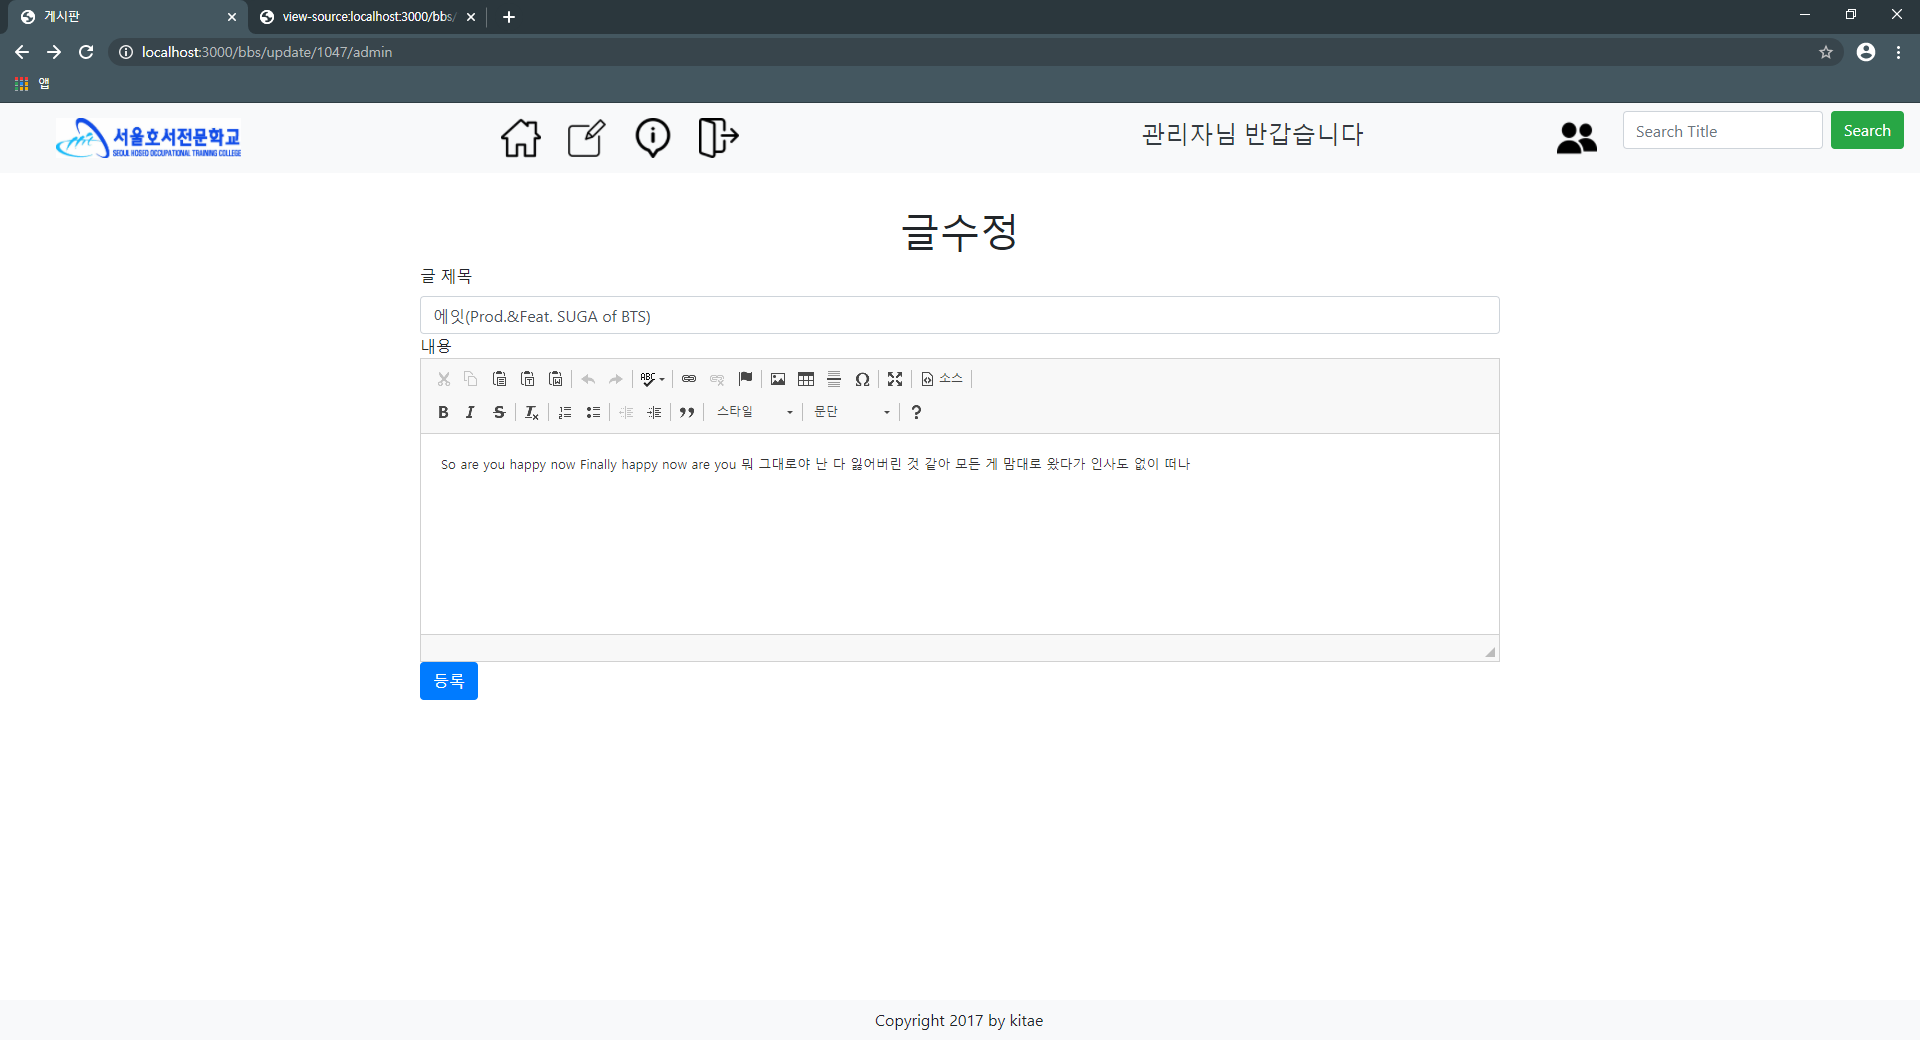 게시판
view-source:localhost:3000/bbs/
localhost:3000/bbs/update/1047/admin
앱
서울호서전문학교
SEOUL HOSEO OCCUPATIONAL TRAINING COLLEGE
관리자님 반갑습니다
Search Title
Search
글수정
글 제목
에잇(Prod.&Feat. SUGA of BTS)
내용
ABC
소스
B I S Tx
스타일
문단
?
So are you happy now Finally happy now are you 뭐 그대로야 난 다 잃어버린 것 같아 모든 게 맘대로 왔다가 인사도 없이 떠나
등록
Copyright 2017 by kitae